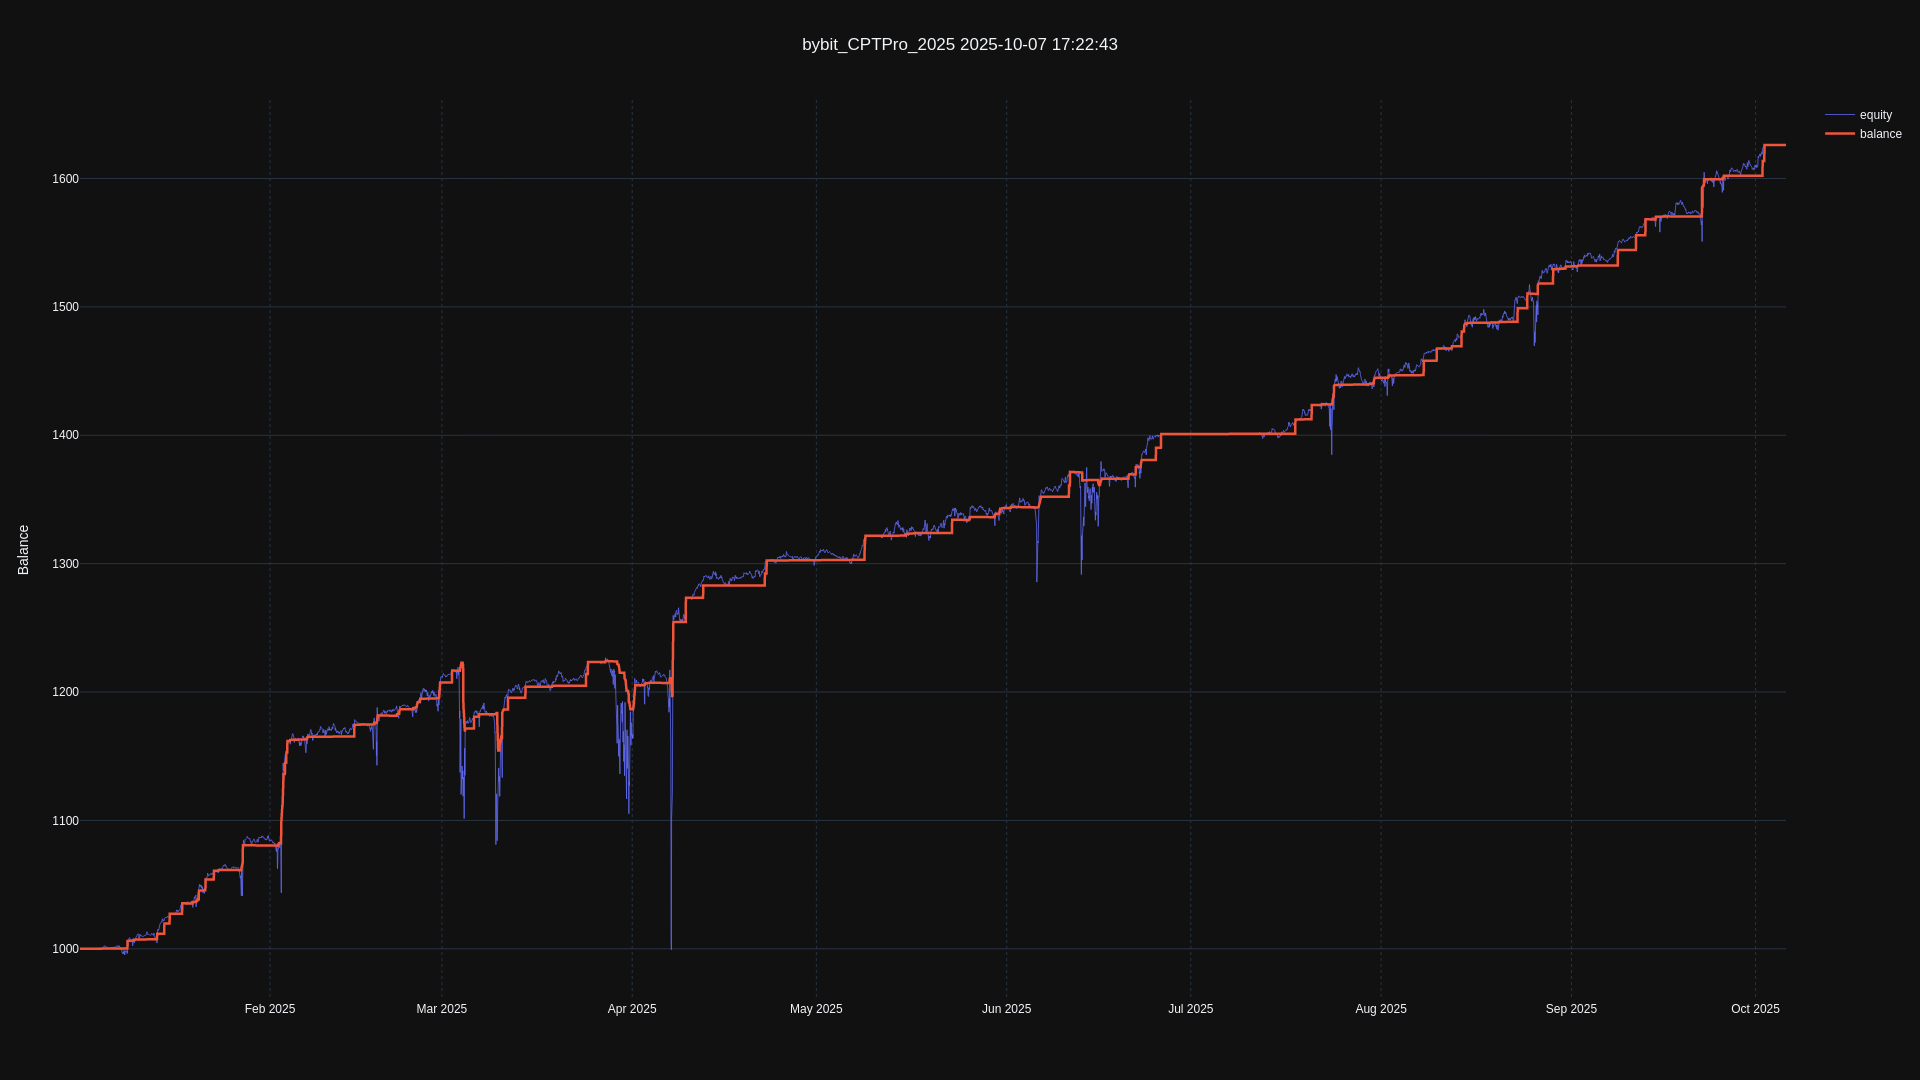 bybit_CPTPro_2025 2025-10-07 17:22:43
equity
balance
Balance
1600
1500
1400
1300
1200
1100
1000
Feb 2025
Mar 2025
Apr 2025
May 2025
Jun 2025
Jul 2025
Aug 2025
Sep 2025
Oct 2025